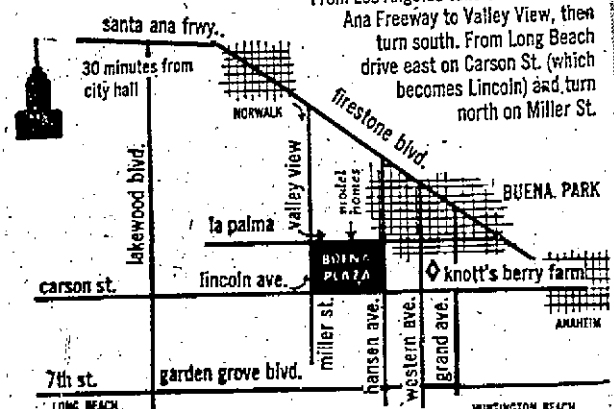 Ana Freeway to Valley View, then
turn south. From Long Beach
drive east on Carson St. (which
becomes Lincoln) and turn
north on Miller St.
santa ana frwy.
30 minutes from
city hall
NORWALK
firestone blvd.
lakewood blvd.
valley view
model
homes
BUENA PARK
la palma
BUENA
PLAZA
lincoln ave.
knott's berry farm
carson st.
miller st.
hansen ave.
western ave.
grand ave.
ANAHEIM
7th st.
garden grove blvd.
LONG BEACH
HUNTINGTON BEACH